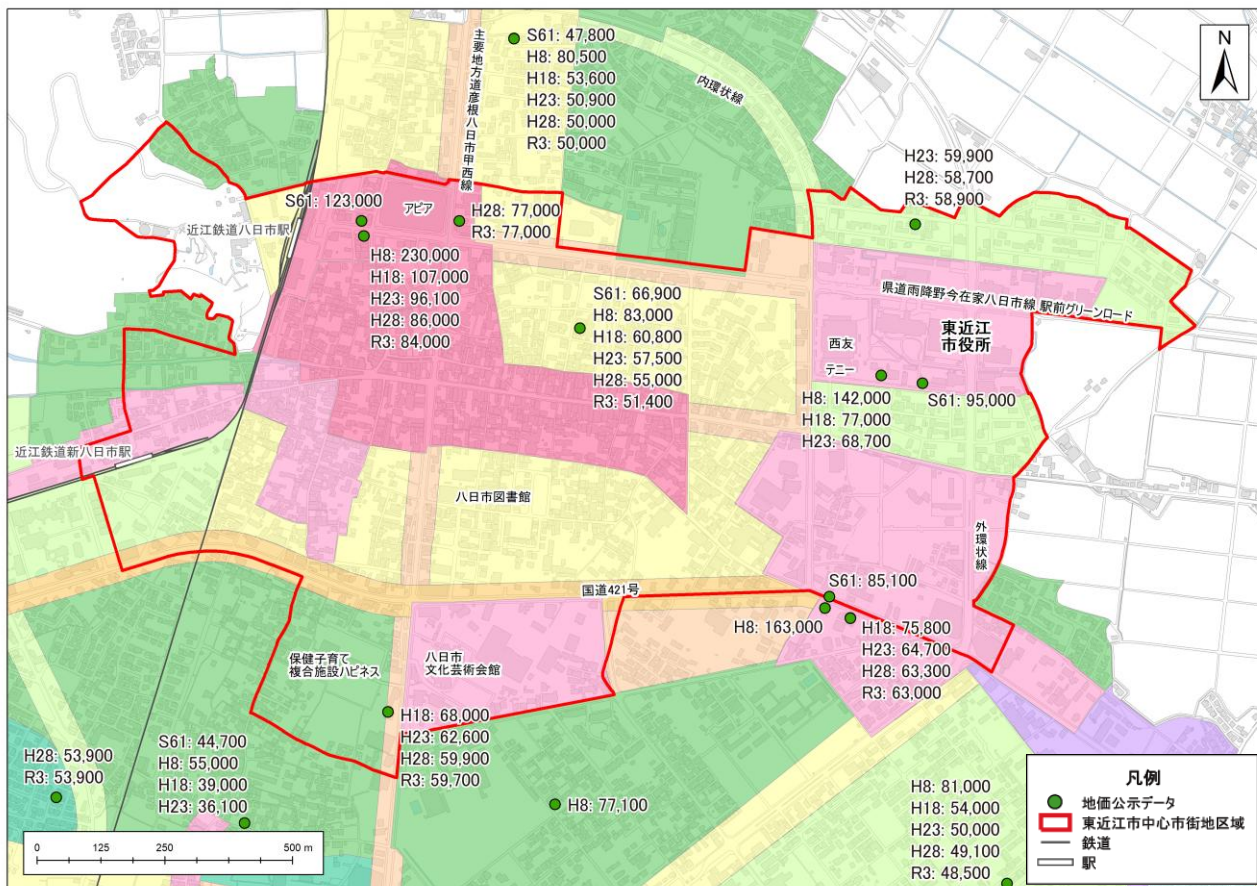 主要地方道彦根八日市甲西線
S61: 47,800
H8: 80,500
H18: 53,600
H23: 50,900
H28: 50,000
R3: 50,000
内環状線
N
H23: 59,900
H28: 58,700
R3: 58,900
S61: 123,000
アピア
H28: 77,000
R3: 77,000
近江鉄道八日市駅
H8: 230,000
H18: 107,000
H23: 96,100
H28: 86,000
R3: 84,000
S61: 66,900
H8: 83,000
H18: 60,800
H23: 57,500
H28: 55,000
R3: 51,400
県道雨降野今在家八日市線 駅前グリーンロード
東近江
市役所
西友
テニー
H8: 142,000
H18: 77,000
H23: 68,700
S61: 95,000
近江鉄道新八日市駅
八日市図書館
外環状線
国道421号
S61: 85,100
H8: 163,000
H18: 75,800
H23: 64,700
H28: 63,300
R3: 63,000
保健子育て
複合施設ハピネス
八日市
文化芸術会館
H18: 68,000
H23: 62,600
H28: 59,900
R3: 59,700
H28: 53,900
R3: 53,900
S61: 44,700
H8: 55,000
H18: 39,000
H23: 36,100
H8: 77,100
H8: 81,000
H18: 54,000
H23: 50,000
H28: 49,100
R3: 48,500
凡例
地価公示データ
東近江市中心市街地区域
鉄道
駅
0 125 250 500 m